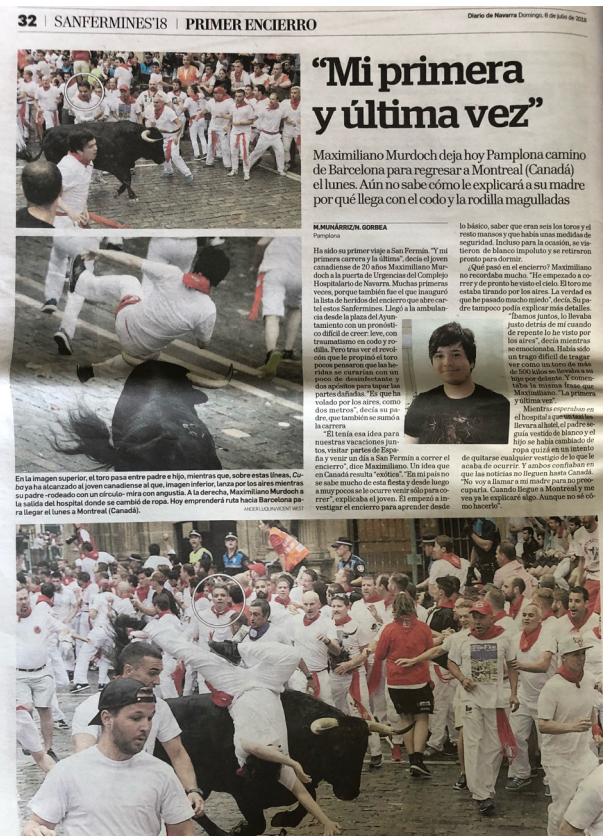 32 | SANFERMINES'18 | PRIMER ENCIERRO
Diario de Navarra Domingo, 8 de julio de 2018
“Mi primera
y última vez”
Maximiliano Murdoch deja hoy Pamplona camino
de Barcelona para regresar a Montreal (Canadá)
el lunes. Aún no sabe cómo le explicará a su madre
por qué llega con el codo y la rodilla magulladas
M.MUNÁRRIZ/N. GORBEA
Pamplona
Ha sido su primer viaje a San Fermín. “Y mi
primera carrera y la última”, decía el joven
canadiense de 20 años Maximiliano Mur-
doch a la puerta de Urgencias del Complejo
Hospitalario de Navarra. Muchas primeras
veces, porque también fue el que inauguró
la lista de heridos del encierro que abre car-
tel estos Sanfermines. Llegó a la ambulan-
cia desde la plaza del Ayun-
tamiento con un pronósti-
co difícil de creer: leve, con
traumatismo en codo y ro-
dilla. Pero tras ver el revol-
cón que le propinó el toro
pocos pensaron que las he-
ridas se curarían con un
poco de desinfectante y
dos apósitos para tapar las
partes dañadas. “Es que ha
volado por los aires, como
dos metros”, decía su pa-
dre, que también se sumó a
la carrera
“Él tenía esa idea para
nuestras vacaciones jun-
tos, visitar partes de Espa-
ña y venir un día a San Fermín a correr el
encierro”, dice Maximiliano. Un idea que
en Canadá resulta “exótica”. “En mi país no
se sabe mucho de esta fiesta y desde luego
a muy pocos se le ocurre venir sólo para co-
rrer”, explicaba el joven. Él empezó a in-
vestigar el encierro para aprender desde
lo básico, saber que eran seis los toros y el
resto mansos y que había unas medidas de
seguridad. Incluso para la ocasión, se vis-
tieron de blanco impoluto y se retiraron
pronto para dormir.
¿Qué pasó en el encierro? Maximiliano
no recordaba mucho. “He empezado a co-
rrer y de pronto he visto el cielo. El toro me
estaba tirando por los aires. La verdad es
que he pasado mucho miedo”, decía. Su pa-
dre tampoco podía explicar más detalles.
“Íbamos juntos, lo llevaba
justo detrás de mí cuando
de repente lo he visto por
los aires”, decía mientras
se emocionaba. Había sido
un trago difícil de tragar
ver como un toro de más
de 500 kilos se llevaba a su
hijo por delante. Y comen-
taba la misma frase que
Maximiliano. “La primera
y última vez”.
Mientras esperaban en
el hospital a que un taxi les
llevara al hotel, el padre se-
guía vestido de blanco y el
hijo se había cambiado de
ropa quizá en un intento
de quitarse cualquier vestigio de lo que le
acaba de ocurrir. Y ambos confiaban en
que las noticias no lleguen hasta Canadá.
“No voy a llamar a mi madre para no preo-
cuparla. Cuando llegue a Montreal y me
vea ya le explicaré algo. Aunque no sé có-
mo hacerlo”.
En la imagen superior, el toro pasa entre padre e hijo, mientras que, sobre estas líneas, Cu-
ba ya ha alcanzado al joven canadiense al que, imagen inferior, lanza por los aires mientras
su padre -rodeado con un círculo- mira con angustia. A la derecha, Maximiliano Murdoch a
la salida del hospital donde se cambió de ropa. Hoy emprenderá ruta hacia Barcelona pa-
ra llegar el lunes a Montreal (Canadá).